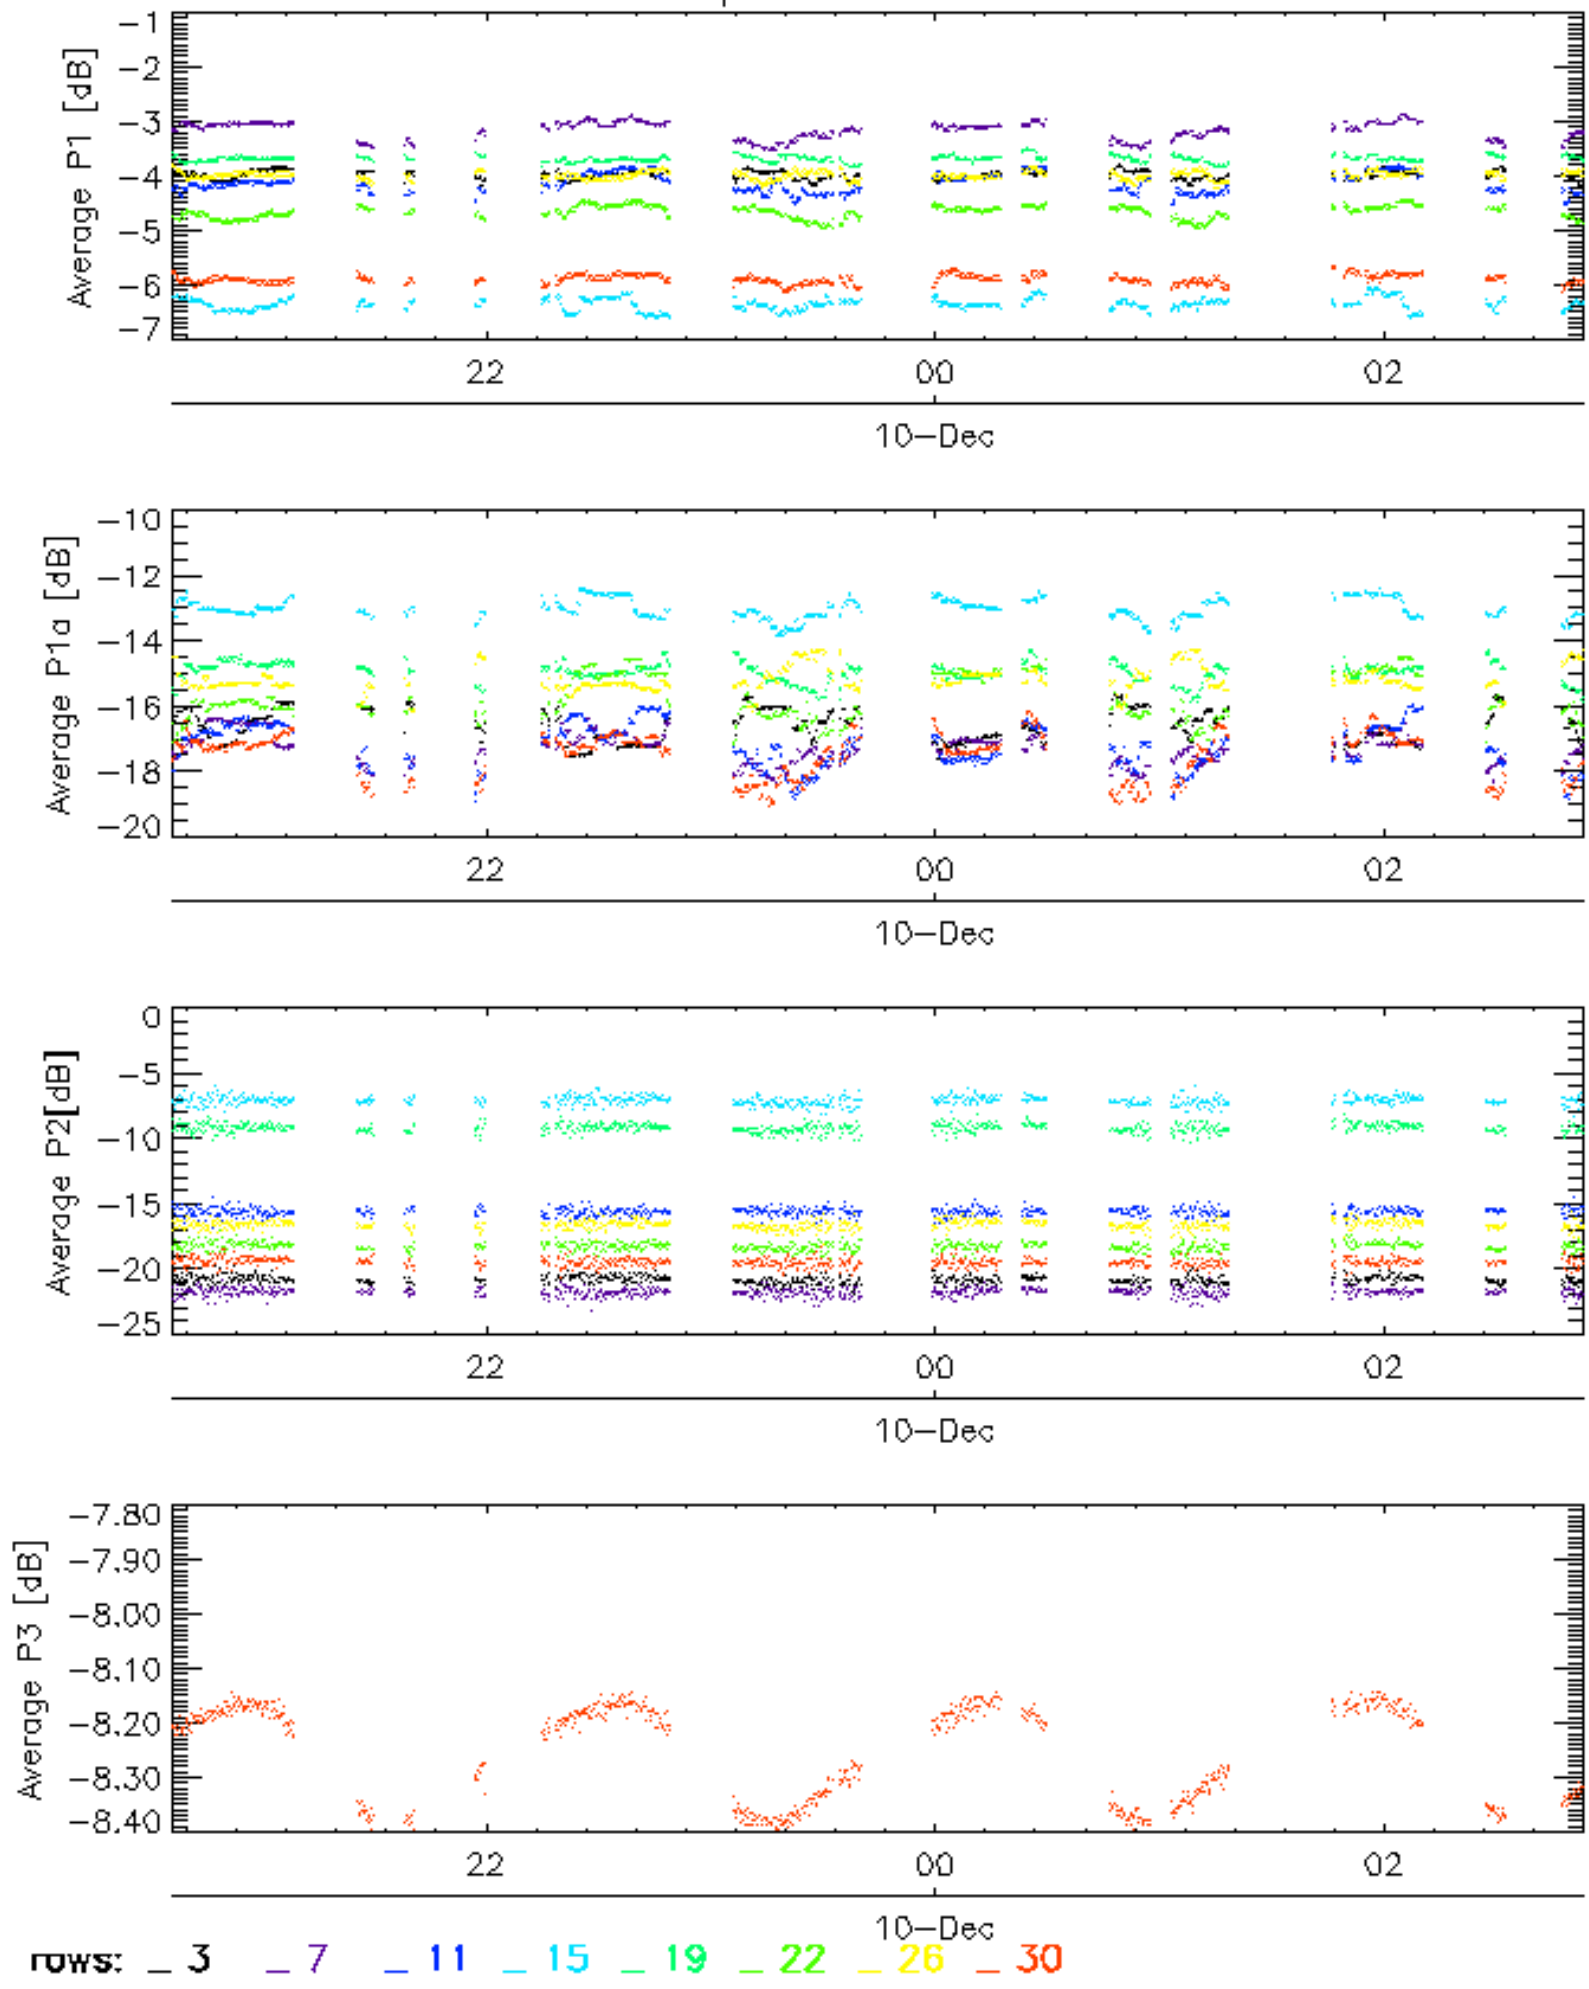 Average P1 [dB]
-1
-2
-3
-4
-5
-6
-7
22 00 02
10-Dec
Average P1a [dB]
-10
-12
-14
-16
-18
-20
22 00 02
10-Dec
Average P2[dB]
0
-5
-10
-15
-20
-25
22 00 02
10-Dec
Average P3 [dB]
-7.80
-7.90
-8.00
-8.10
-8.20
-8.30
-8.40
22 00 02
10-Dec
rows: _ 3 _ 7 _ 11 _ 15 _ 19 _ 22 _ 26 _ 30